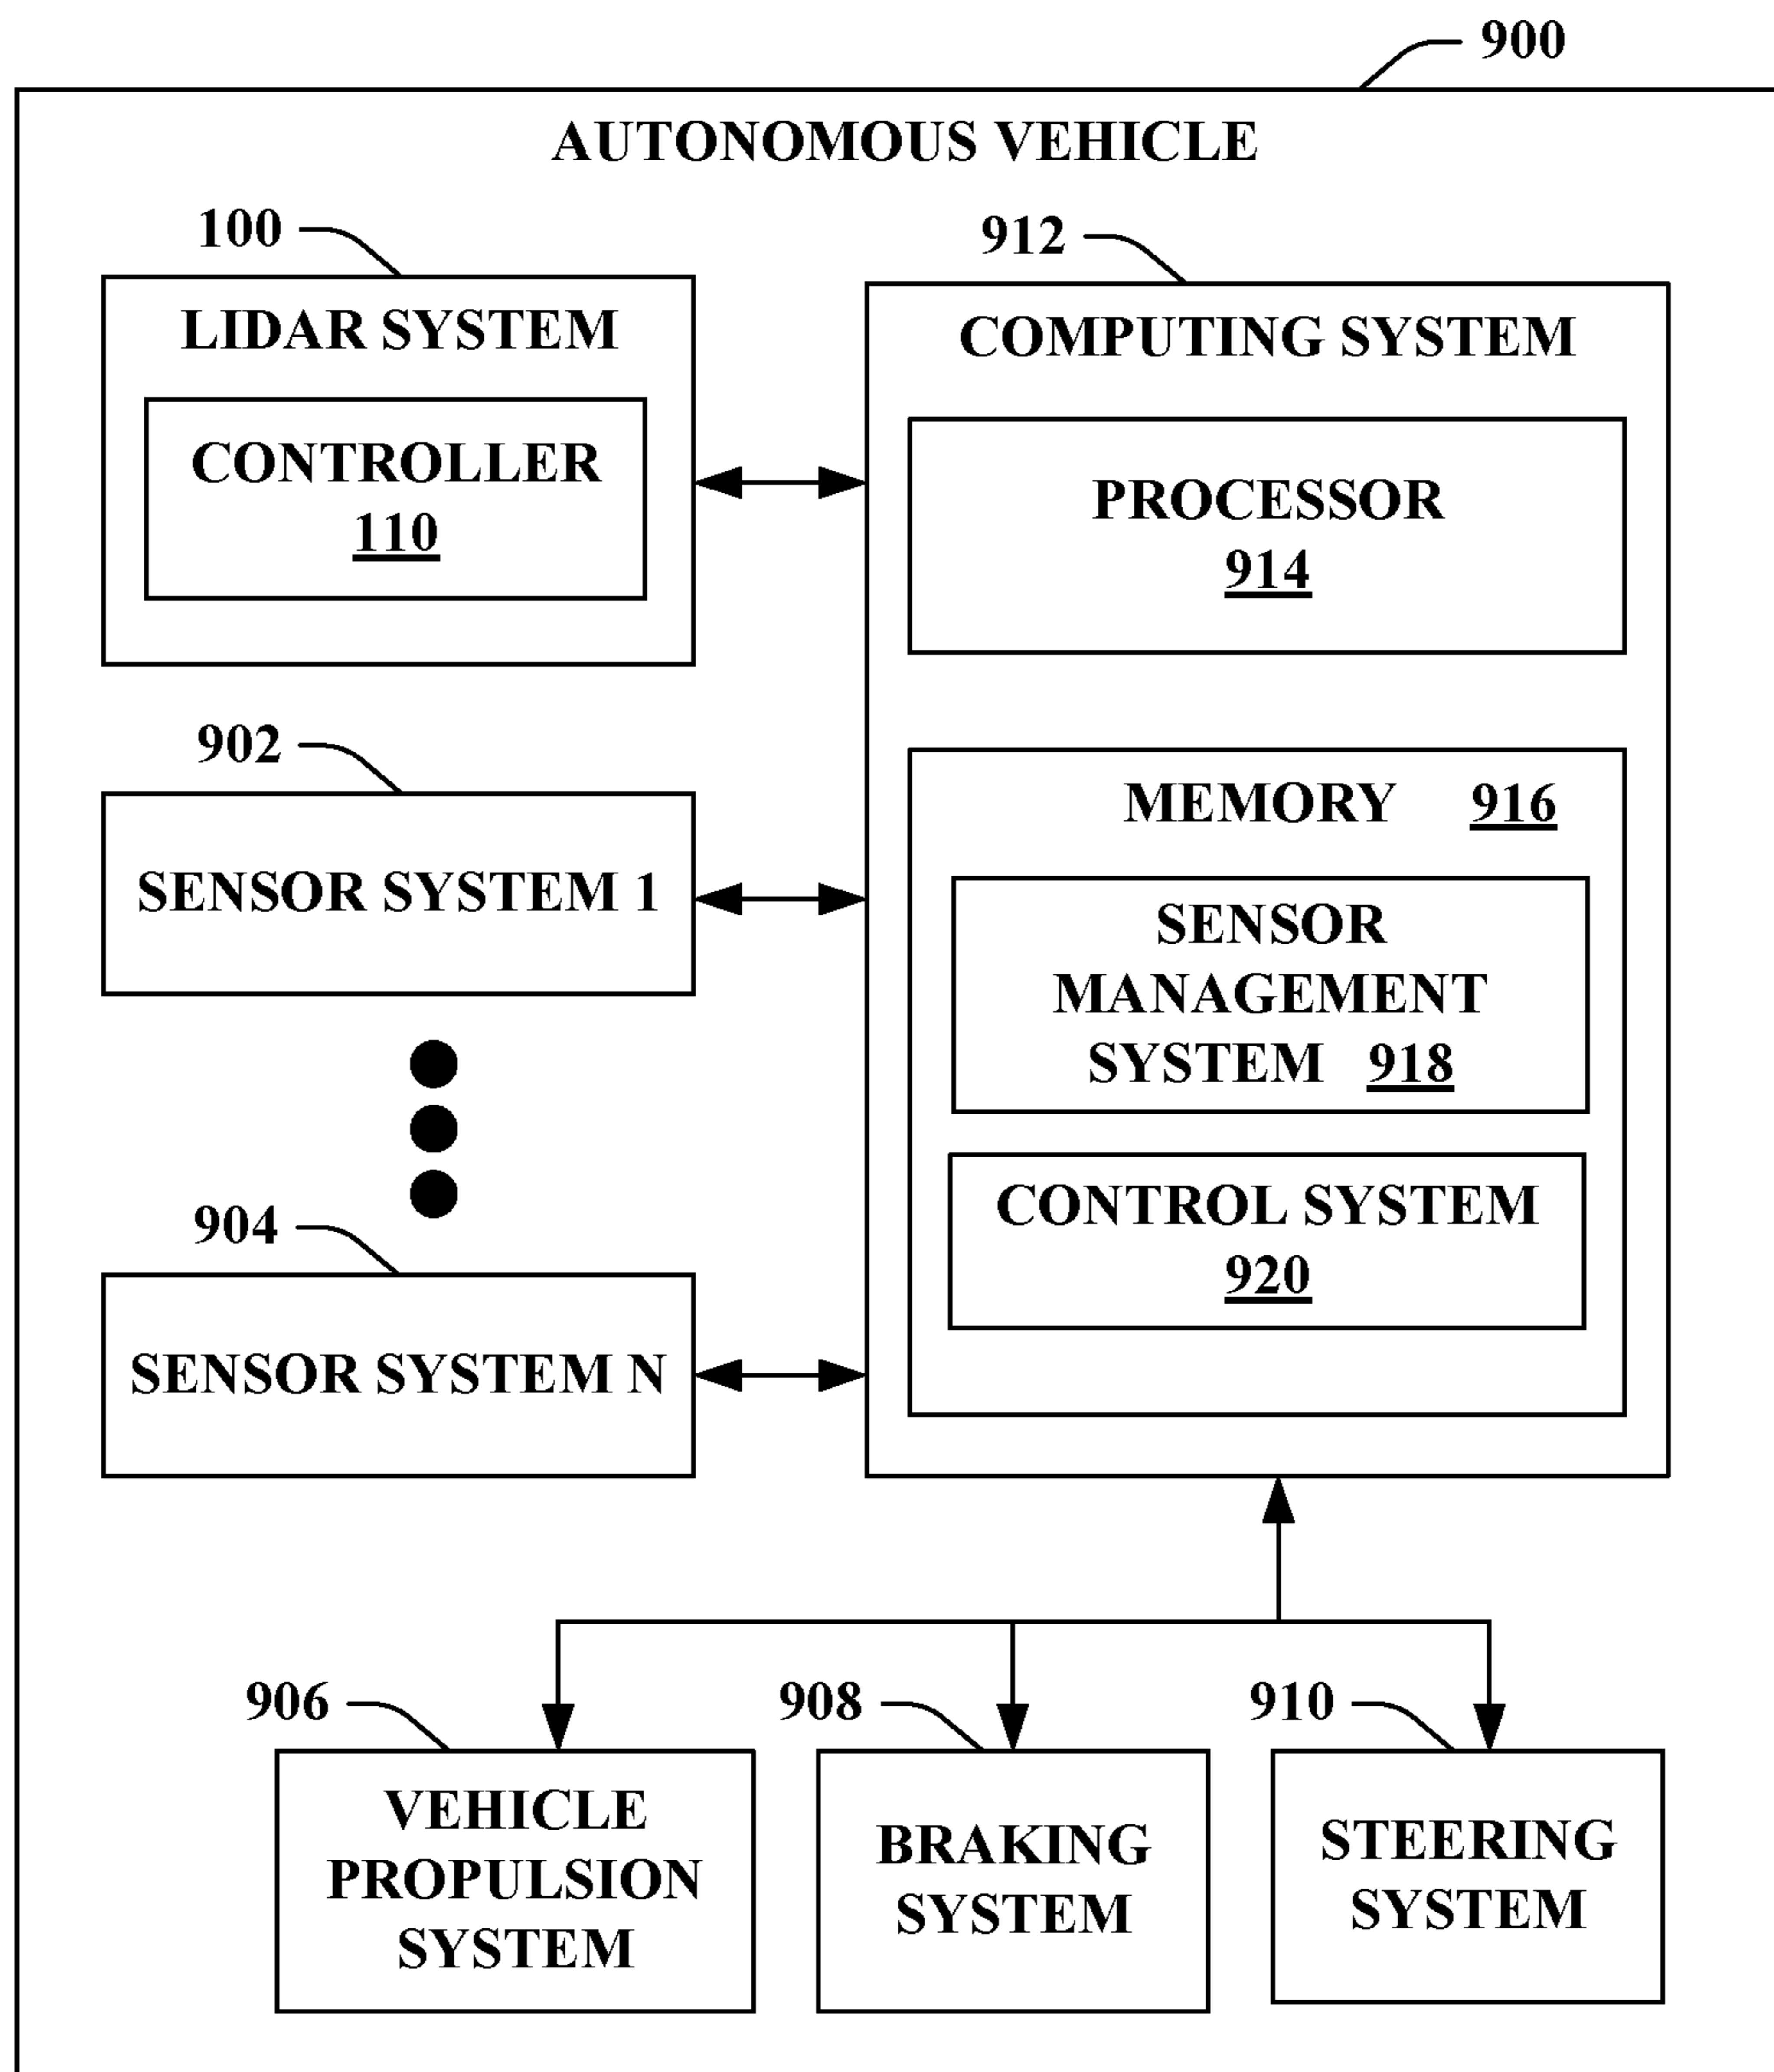 900
AUTONOMOUS VEHICLE
100
LIDAR SYSTEM
CONTROLLER
110
912
COMPUTING SYSTEM
PROCESSOR
914
902
SENSOR SYSTEM 1
MEMORY 916
SENSOR
MANAGEMENT
SYSTEM 918
904
SENSOR SYSTEM N
CONTROL SYSTEM
920
906
VEHICLE
PROPULSION
SYSTEM
908
BRAKING
SYSTEM
910
STEERING
SYSTEM